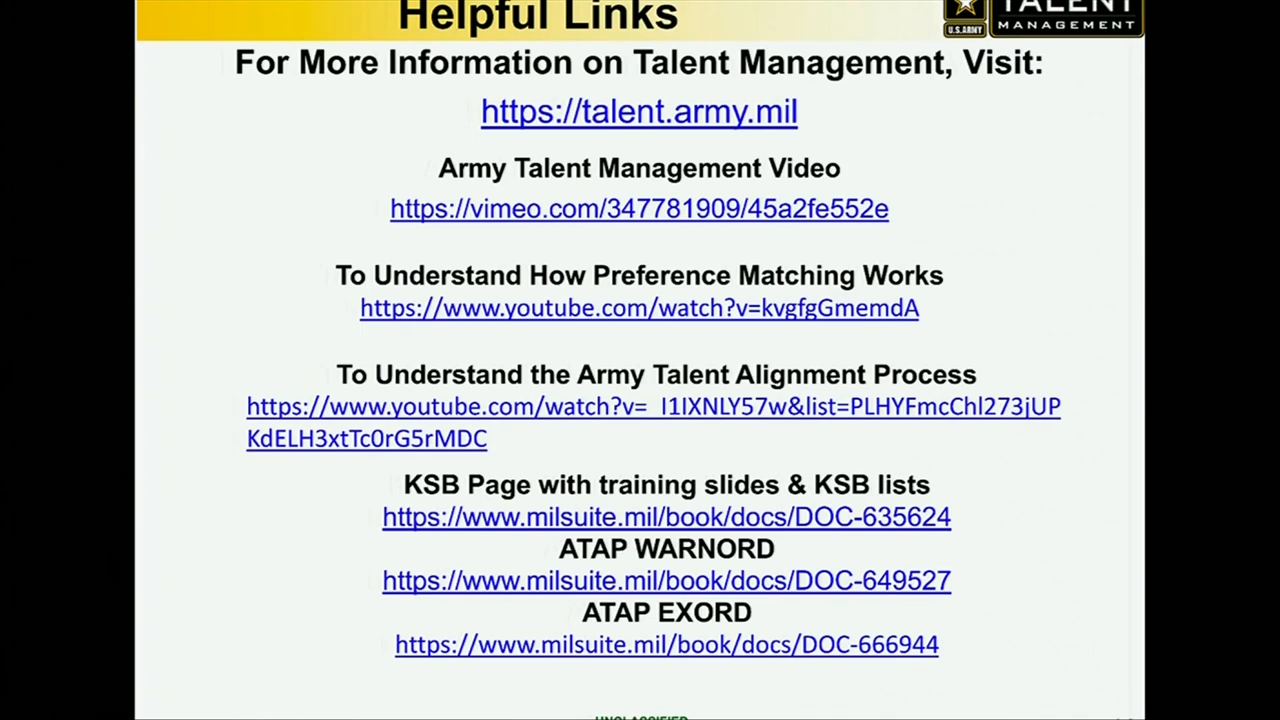 Helpful Links
U.S.ARMY
TALENT
MANAGEMENT
For More Information on Talent Management, Visit:
https://talent.army.mil
Army Talent Management Video
https://vimeo.com/347781909/45a2fe552e
To Understand How Preference Matching Works
https://www.youtube.com/watch?v=kvgfgGmemdA
To Understand the Army Talent Alignment Process
https://www.youtube.com/watch?v=_I1IXNLY57w&list=PLHYFmcChl273jUP
KdELH3xtTc0rG5rMDC
KSB Page with training slides & KSB lists
https://www.milsuite.mil/book/docs/DOC-635624
ATAP WARNORD
https://www.milsuite.mil/book/docs/DOC-649527
ATAP EXORD
https://www.milsuite.mil/book/docs/DOC-666944
UNCLASSIFIED